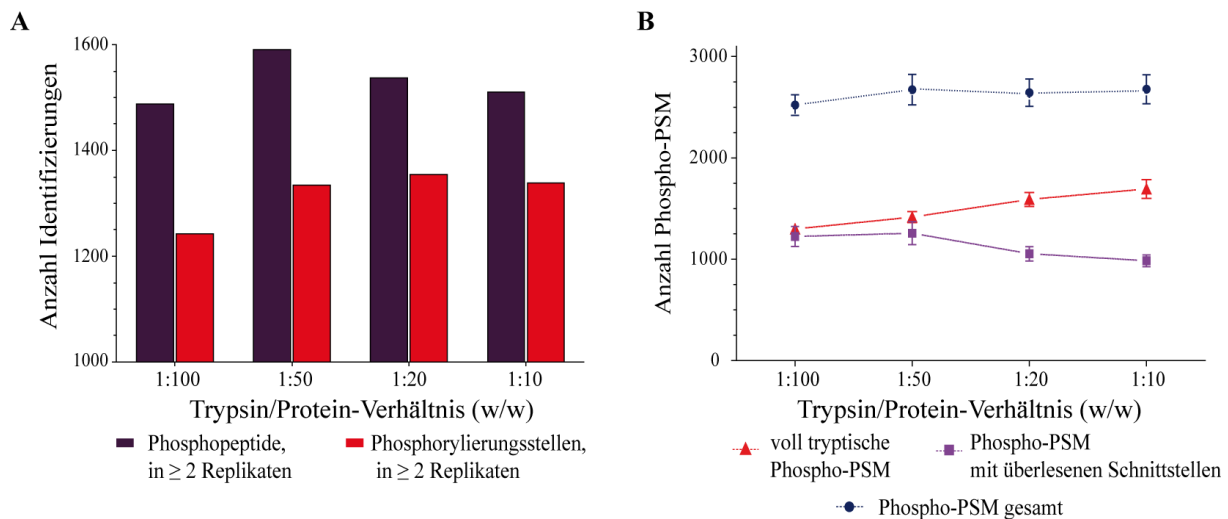 A
Anzahl Identifizierungen
1600
1400
1200
1000
1:100 1:50 1:20 1:10
Trypsin/Protein-Verhältnis (w/w)
Phosphopeptide,
in ≥ 2 Replikaten
Phosphorylierungsstellen,
in ≥ 2 Replikaten
B
Anzahl Phospho-PSM
3000
2000
1000
0
1:100 1:50 1:20 1:10
Trypsin/Protein-Verhältnis (w/w)
voll tryptische
Phospho-PSM
Phospho-PSM
mit überlesenen Schnittstellen
Phospho-PSM gesamt